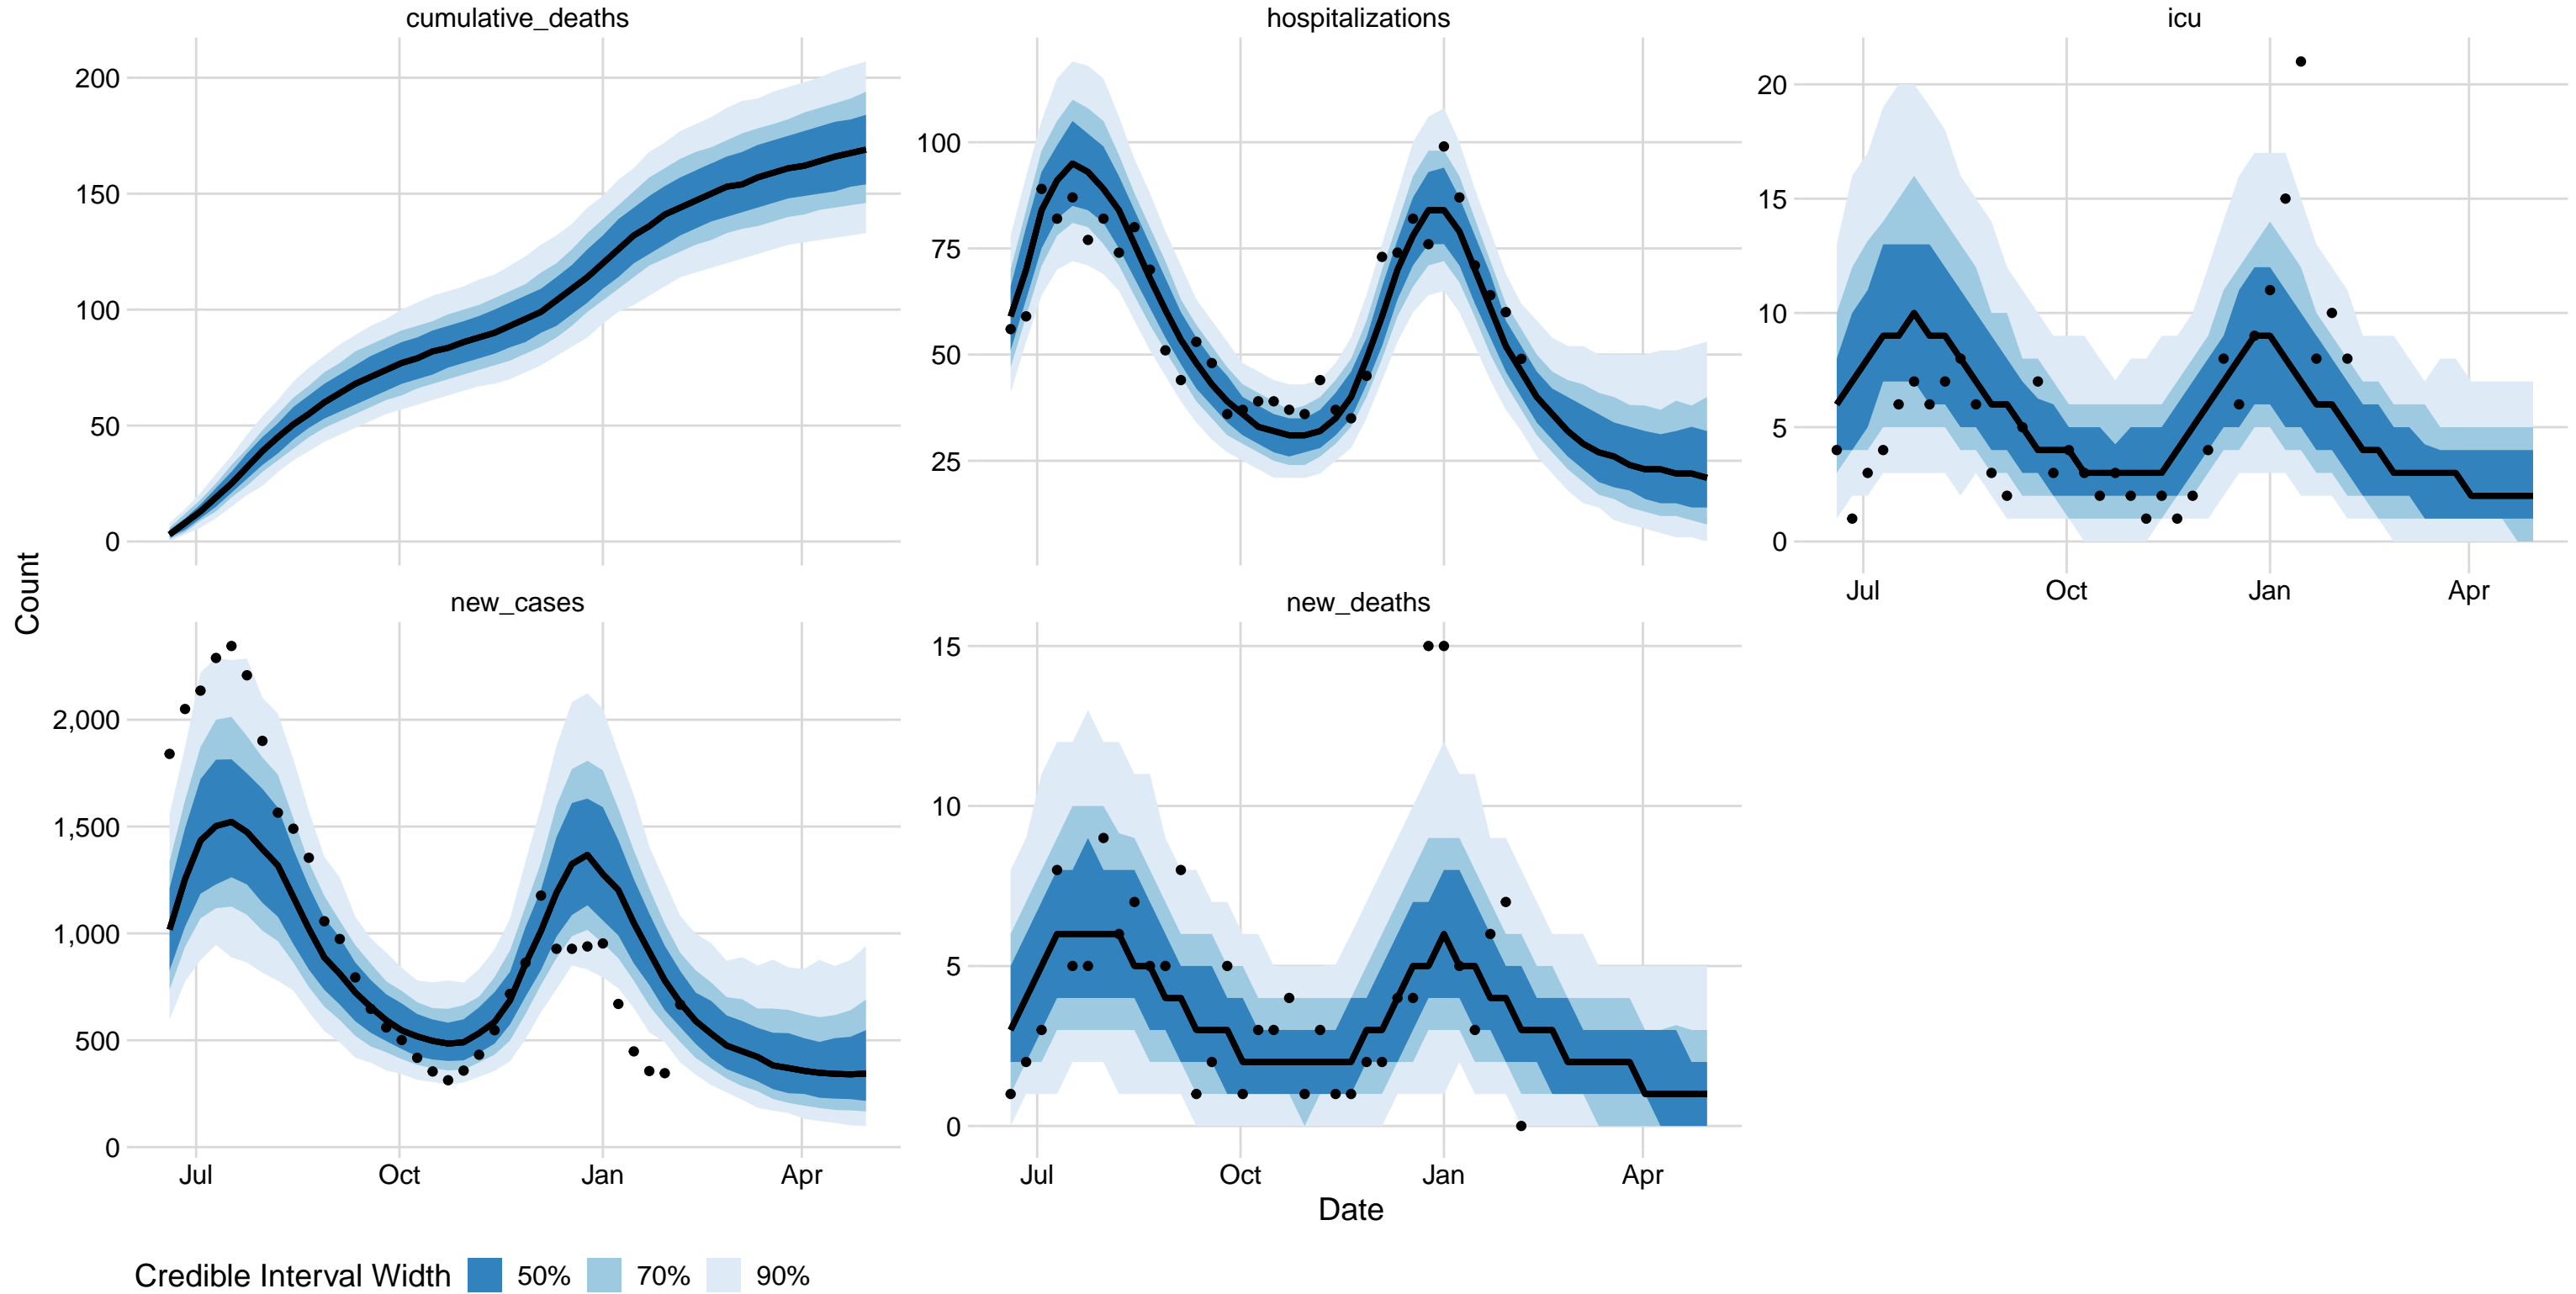 cumulative_deaths
hospitalizations
icu
200
150
100
50
0
100
75
50
25
20
15
10
5
0
Jul Oct Jan Apr
Count
new_cases
new_deaths
2,000
1,500
1,000
500
0
15
10
5
0
Jul Oct Jan Apr
Jul Oct Jan Apr
Date
Credible Interval Width 50% 70% 90%